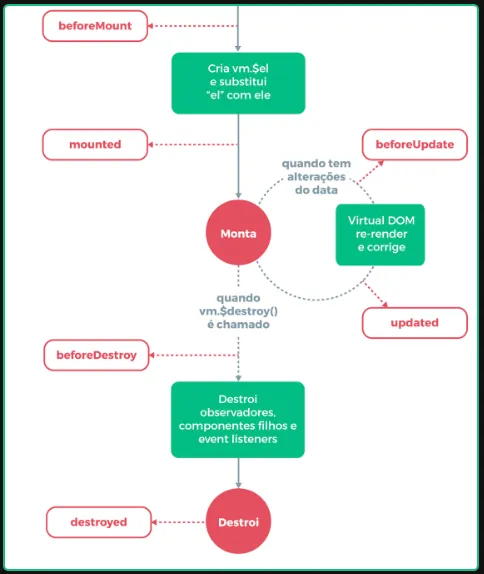 beforeMount
Cria vm.$el
e substitui
“el” com ele
mounted
quando tem
alterações
do data
beforeUpdate
Virtual DOM
re-render
e corrige
Monta
updated
quando
vm.$destroy()
é chamado
beforeDestroy
Destroi
observadores,
componentes filhos e
event listeners
destroyed
Destroi